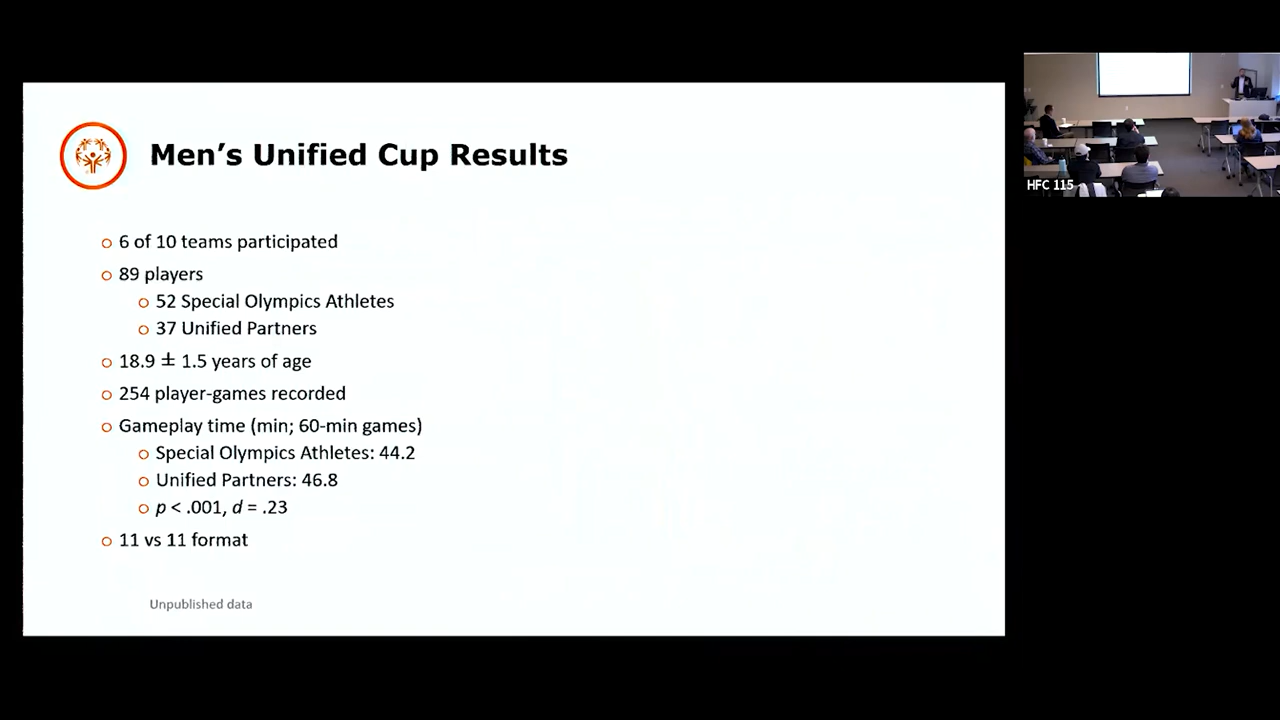 Men's Unified Cup Results
6 of 10 teams participated
89 players
52 Special Olympics Athletes
37 Unified Partners
18.9 ± 1.5 years of age
254 player-games recorded
Gameplay time (min; 60-min games)
Special Olympics Athletes: 44.2
Unified Partners: 46.8
p < .001, d = .23
11 vs 11 format
Unpublished data
HFC 115